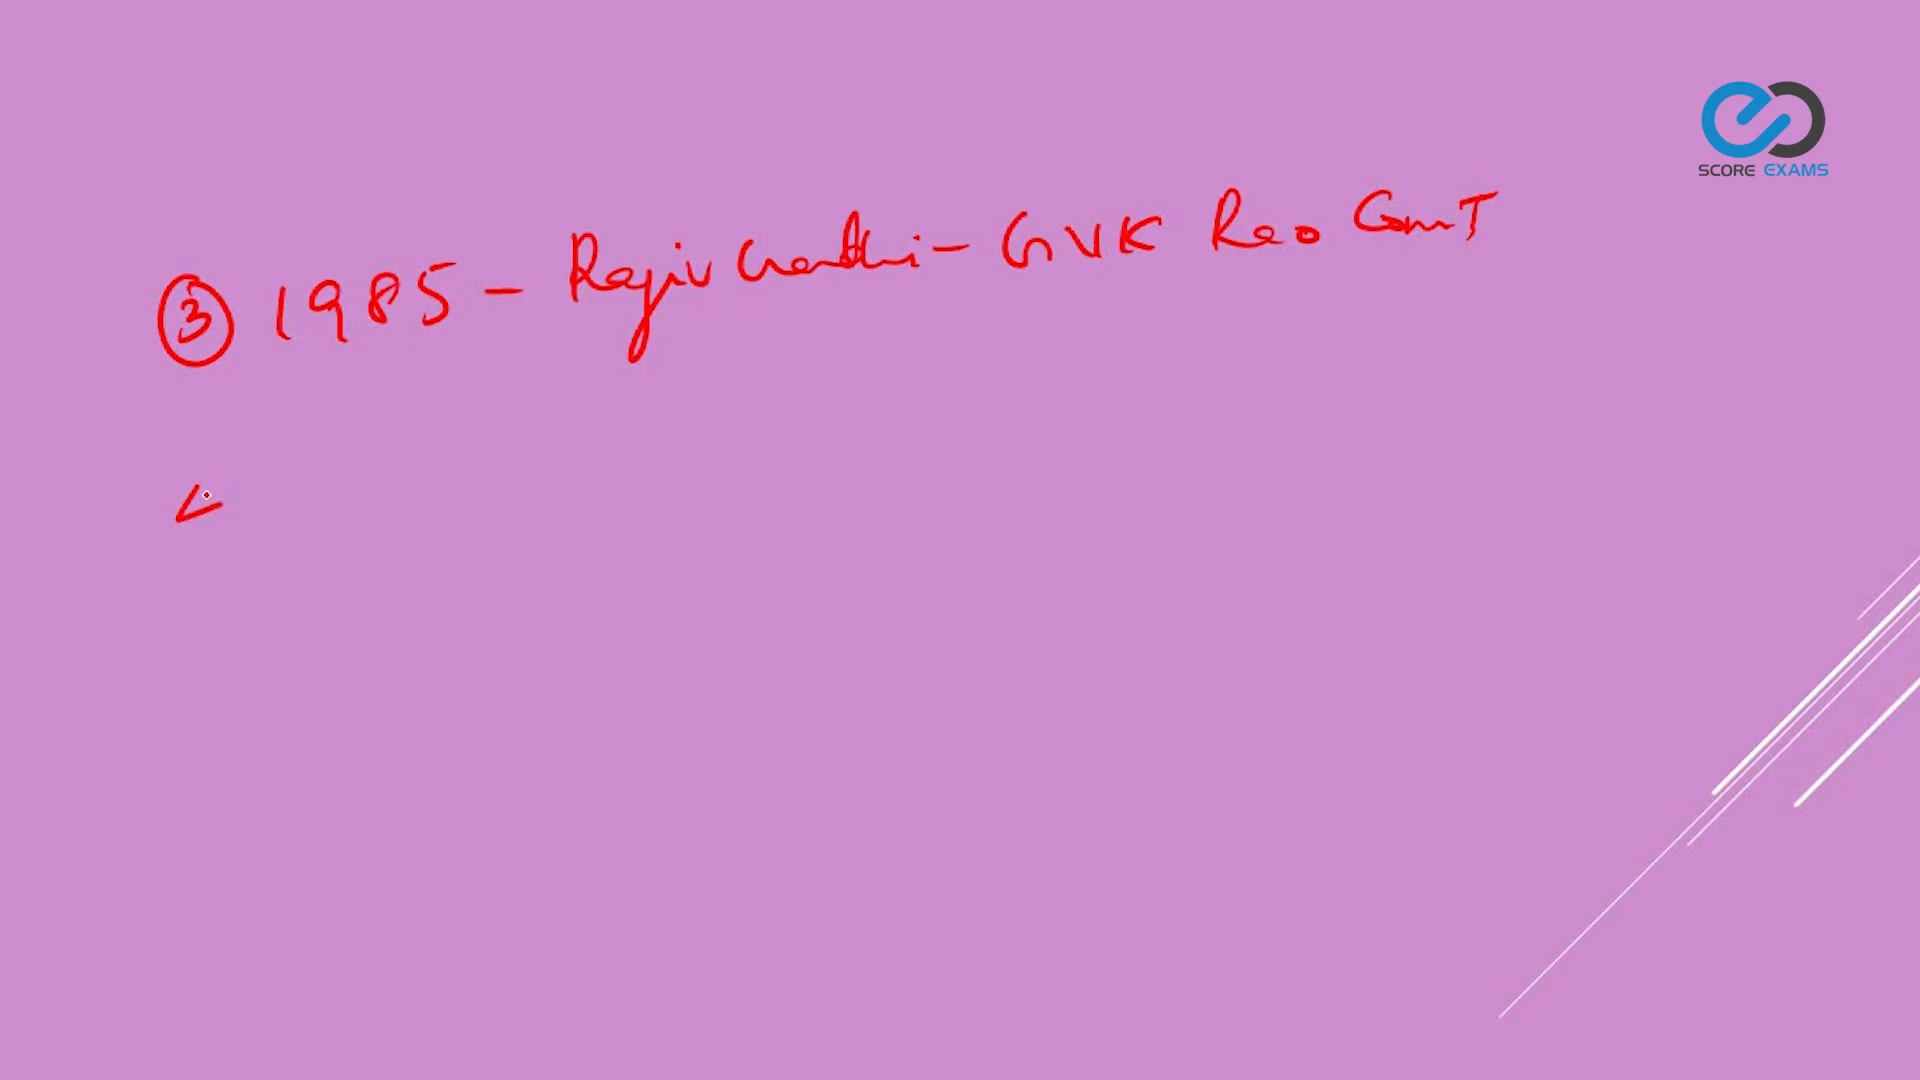 SCORE EXAMS
③ 1985 - Rajiv Gandhi - GVK Rao Comt